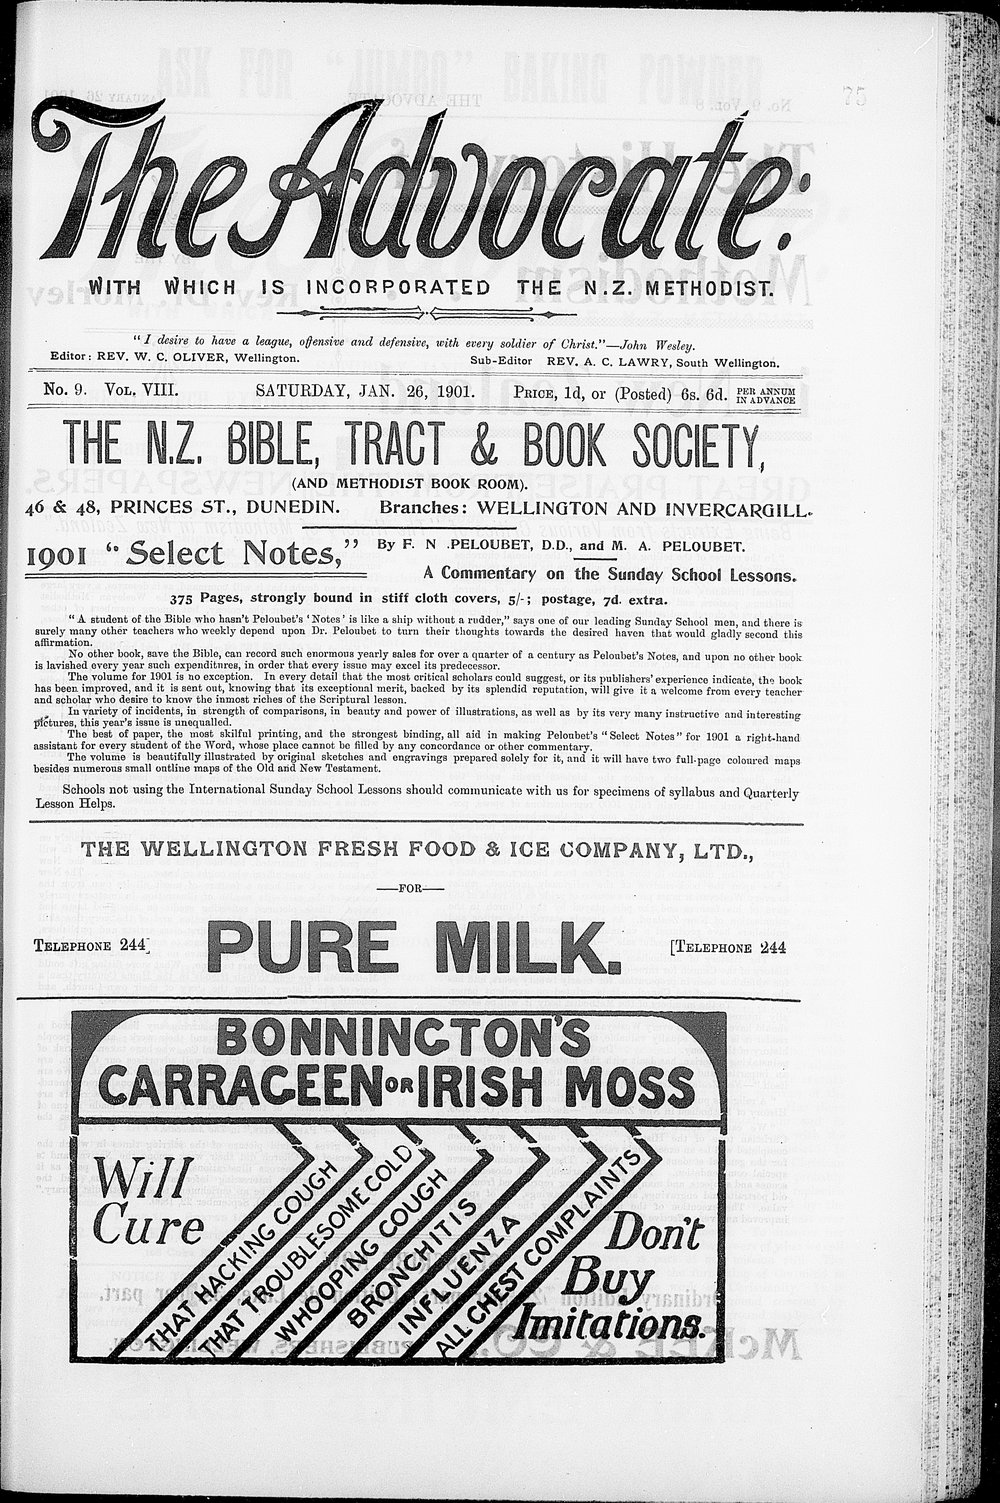 75
The Advocate:
WITH WHICH IS INCORPORATED THE N.Z. METHODIST.
"I desire to have a league, offensive and defensive, with every soldier of Christ."—John Wesley.
Editor: REV. W. C. OLIVER, Wellington. Sub-Editor REV. A. C. LAWRY, South Wellington.
No. 9. VOL. VIII. SATURDAY, JAN. 26, 1901. PRICE, 1d, or (Posted) 6s. 6d. PER ANNUM IN ADVANCE
THE N.Z. BIBLE, TRACT & BOOK SOCIETY,
(AND METHODIST BOOK ROOM).
46 & 48, PRINCES ST., DUNEDIN. Branches: WELLINGTON AND INVERCARGILL.
1901 "Select Notes," By F. N .PELOUBET, D.D., and M. A. PELOUBET.
A Commentary on the Sunday School Lessons.
375 Pages, strongly bound in stiff cloth covers, 5/-; postage, 7d. extra.
"A student of the Bible who hasn't Peloubet's 'Notes' is like a ship without a rudder," says one of our leading Sunday School men, and there is
surely many other teachers who weekly depend upon Dr. Peloubet to turn their thoughts towards the desired haven that would gladly second this
affirmation.
No other book, save the Bible, can record such enormous yearly sales for over a quarter of a century as Peloubet's Notes, and upon no other book
is lavished every year such expenditures, in order that every issue may excel its predecessor.
The volume for 1901 is no exception. In every detail that the most critical scholars could suggest, or its publishers' experience indicate, the book
has been improved, and it is sent out, knowing that its exceptional merit, backed by its splendid reputation, will give it a welcome from every teacher
and scholar who desire to know the inmost riches of the Scriptural lesson.
In variety of incidents, in strength of comparisons, in beauty and power of illustrations, as well as by its very many instructive and interesting
pictures, this year's issue is unequalled.
The best of paper, the most skilful printing, and the strongest binding, all aid in making Peloubet's "Select Notes" for 1901 a right-hand
assistant for every student of the Word, whose place cannot be filled by any concordance or other commentary.
The volume is beautifully illustrated by original sketches and engravings prepared solely for it, and it will have two full-page coloured maps
besides numerous small outline maps of the Old and New Testament.
Schools not using the International Sunday School Lessons should communicate with us for specimens of syllabus and Quarterly
Lesson Helps.
THE WELLINGTON FRESH FOOD & ICE COMPANY, LTD.,
—FOR—
TELEPHONE 244] PURE MILK. [TELEPHONE 244
BONNINGTON'S
CARRAGEEN OR IRISH MOSS
Will
Cure
THAT HACKING COUGH
THAT TROUBLESOME COLD
WHOOPING COUGH
BRONCHITIS
INFLUENZA
ALL CHEST COMPLAINTS
Don't
Buy
Imitations.